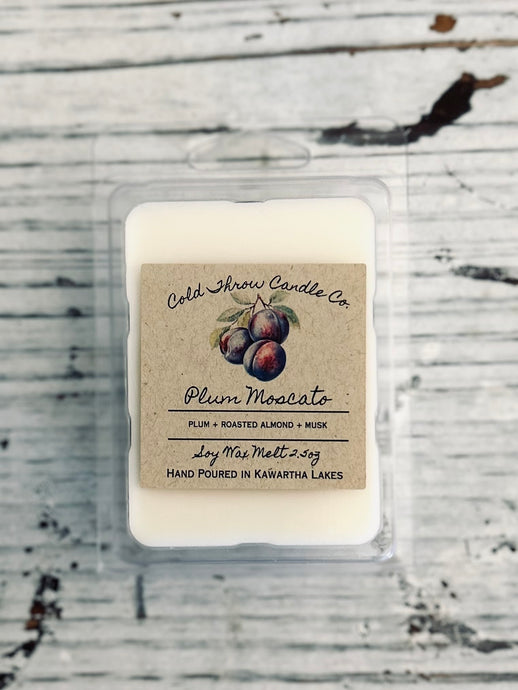 Cold Throw Candle Co.
Plum Moscato
PLUM + ROASTED ALMOND + MUSK
Soy Wax Melt 2.5oz
HAND POURED IN KAWARTHA LAKES